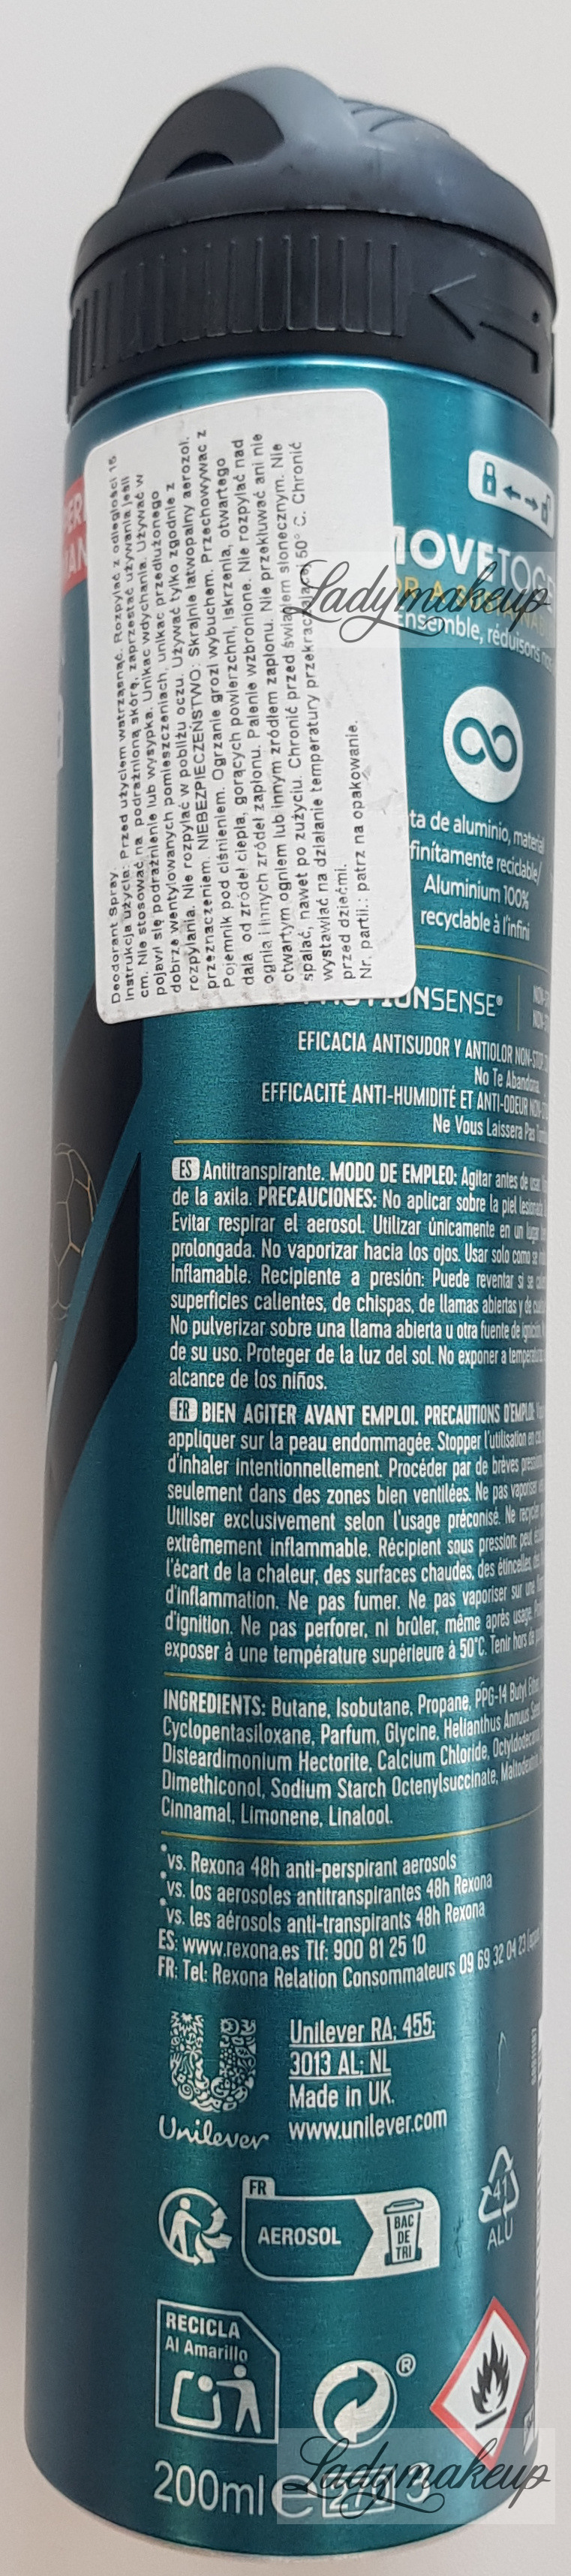 Deodorant Spray.
Instrukcja użycia: Przed użyciem wstrząsnąć. Rozpylać z odległości 15
cm. Nie stosować na podrażnioną skórę, zaprzestać używania jeśli
pojawi się podrażnienie lub wysypka. Unikać wdychania. Używać w
dobrze wentylowanych pomieszczeniach, unikać przedłużonego
rozpylania. Nie rozpylać w pobliżu oczu. Używać tylko zgodnie z
przeznaczeniem. NIEBEZPIECZEŃSTWO: Skrajnie łatwopalny aerozol.
Pojemnik pod ciśnieniem. Ogrzanie grozi wybuchem. Przechowywać z
dala od źródeł ciepła, gorących powierzchni, iskrzenia, otwartego
ognia i innych źródeł zapłonu. Palenie wzbronione. Nie rozpylać nad
otwartym ogniem lub innym źródłem zapłonu. Nie przekłuwać ani nie
spalać, nawet po zużyciu. Chronić przed światłem słonecznym. Nie
wystawiać na działanie temperatury przekraczającej 50° C. Chronić
przed dziećmi.
Nr. partii.: patrz na opakowanie.
MOVETOG
Ladymakeup
Ensemble, réduisons
de aluminio, material
reciclable/
Aluminium 100%
recyclable à l'infini
SENSE®
EFICACIA ANTISUDOR Y ANTIOLOR NON-STOP
No Te Abandona
EFFICACITÉ ANTI-HUMIDITÉ ET ANTI-ODEUR
Ne Vous Laissera Pas
ES Antitranspirante. MODO DE EMPLEO: Agitar antes de usar
de la axila. PRECAUCIONES: No aplicar sobre la piel
Evitar respirar el aerosol. Utilizar únicamente en un lugar
prolongada. No vaporizar hacia los ojos. Usar solo como se
Inflamable. Recipiente a presión: Puede reventar si se
superficies calientes, de chispas, de llamas abiertas y de
No pulverizar sobre una llama abierta u otra fuente de ignición.
de su uso. Proteger de la luz del sol. No exponer a
alcance de los niños.
FR BIEN AGITER AVANT EMPLOI. PRECAUTIONS D'EMPLOI:
appliquer sur la peau endommagée. Stopper l'utilisation en
d'inhaler intentionnellement. Procéder par de brèves
seulement dans des zones bien ventilées. Ne pas vaporiser
Utiliser exclusivement selon l'usage préconisé. Ne
extrêmement inflammable. Récipient sous pression: peut
l'écart de la chaleur, des surfaces chaudes, des étincelles,
d'inflammation. Ne pas fumer. Ne pas vaporiser sur une
d'ignition. Ne pas perforer, ni brûler, même après usage.
exposer à une température supérieure à 50°C. Tenir hors de
INGREDIENTS: Butane, Isobutane, Propane, PPG-14 Butyl
Cyclopentasiloxane, Parfum, Glycine, Helianthus Annuus
Disteardimonium Hectorite, Calcium Chloride,
Dimethiconol, Sodium Starch Octenylsuccinate,
Cinnamal, Limonene, Linalool.
*vs. Rexona 48h anti-perspirant aerosols
*vs. los aerosoles antitranspirantes 48h Rexona
*vs. les aérosols anti-transpirants 48h Rexona
ES: www.rexona.es Tlf: 900 81 25 10
FR: Tel: Rexona Relation Consommateurs 09 69 32 04 23
Unilever RA; 455;
3013 AL; NL
Made in UK.
www.unilever.com
Unilever
FR
AEROSOL
BAC
DE
TRI
41
ALU
RECICLA
Al Amarillo
®
200ml e
Ladymakeup